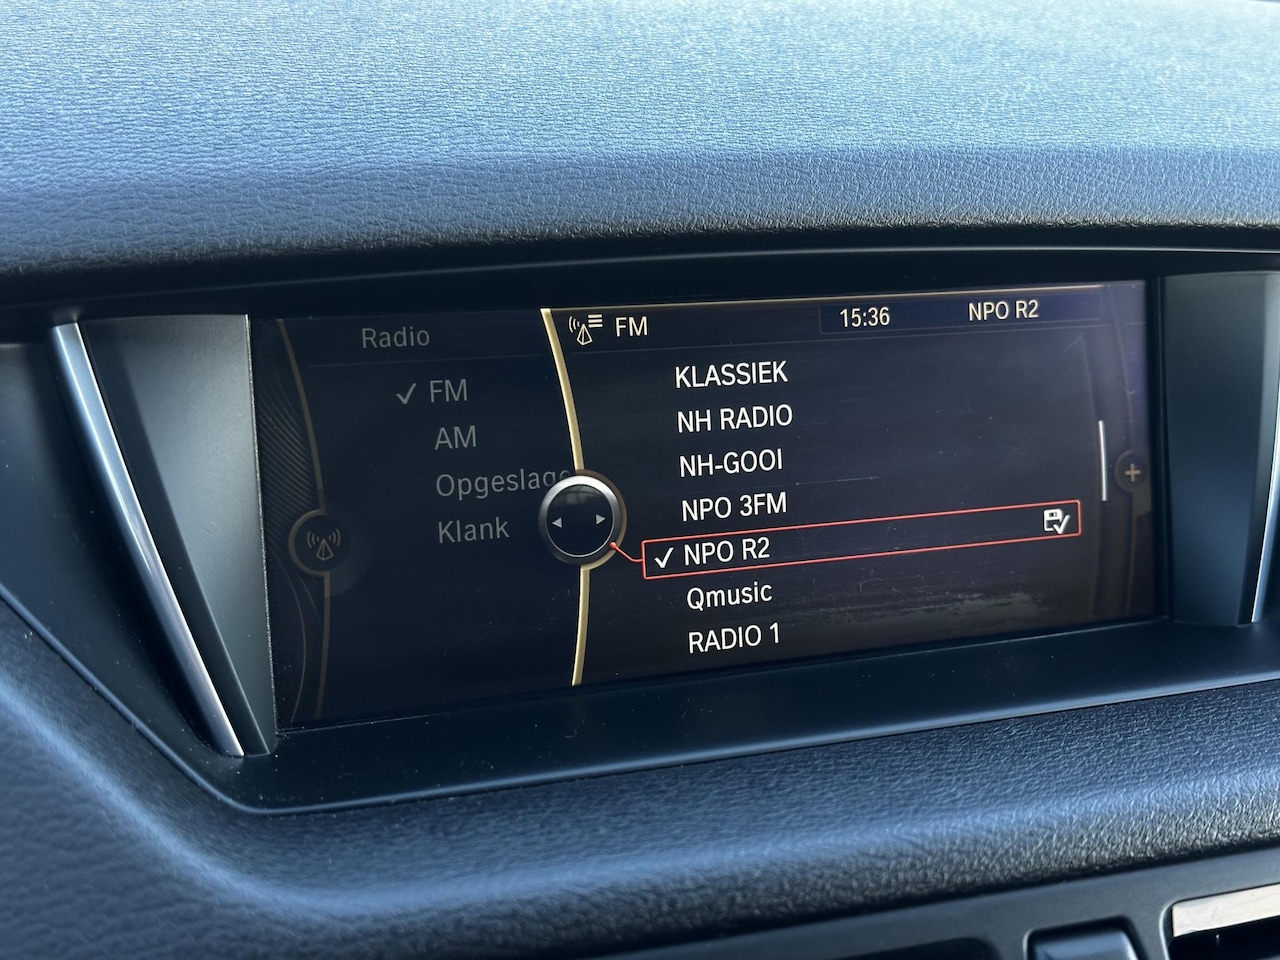 Radio
FM
AM
Opgeslage
Klank
FM
15:36
NPO R2
KLASSIEK
NH RADIO
NH-GOOI
NPO 3FM
NPO R2
Qmusic
RADIO 1